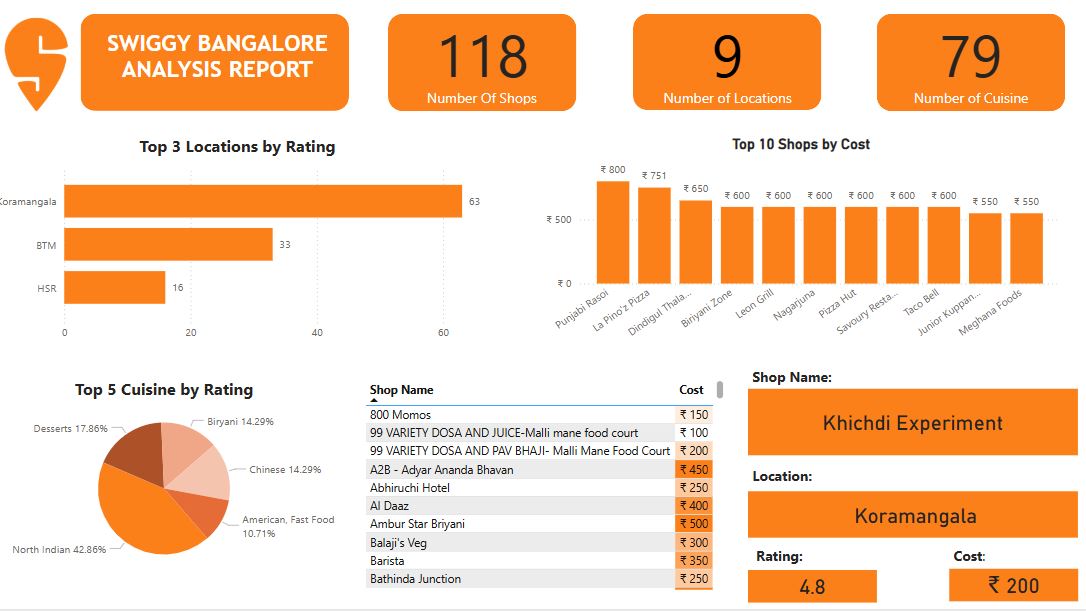 SWIGGY BANGALORE
ANALYSIS REPORT
118
Number Of Shops
9
Number of Locations
79
Number of Cuisine
Top 3 Locations by Rating
Koramangala
63
BTM
33
HSR
16
0
20
40
60
Top 10 Shops by Cost
₹ 500
₹ 0
₹ 800
₹ 751
₹ 650
₹ 600
₹ 600
₹ 600
₹ 600
₹ 600
₹ 600
₹ 550
₹ 550
Punjabi Rasoi
La Pino'z Pizza
Dindigul Thala...
Biriyani Zone
Leon Grill
Nagarjuna
Pizza Hut
Savoury Resta...
Taco Bell
Junior Kuppan...
Meghana Foods
Top 5 Cuisine by Rating
Desserts 17.86%
Biryani 14.29%
Chinese 14.29%
American, Fast Food
10.71%
North Indian 42.86%
Shop Name Cost
800 Momos ₹ 150
99 VARIETY DOSA AND JUICE-Malli mane food court ₹ 100
99 VARIETY DOSA AND PAV BHAJI- Malli Mane Food Court ₹ 200
A2B - Adyar Ananda Bhavan ₹ 450
Abhiruchi Hotel ₹ 250
Al Daaz ₹ 400
Ambur Star Briyani ₹ 500
Balaji's Veg ₹ 300
Barista ₹ 350
Bathinda Junction ₹ 250
Shop Name:
Khichdi Experiment
Location:
Koramangala
Rating:
4.8
Cost:
₹ 200